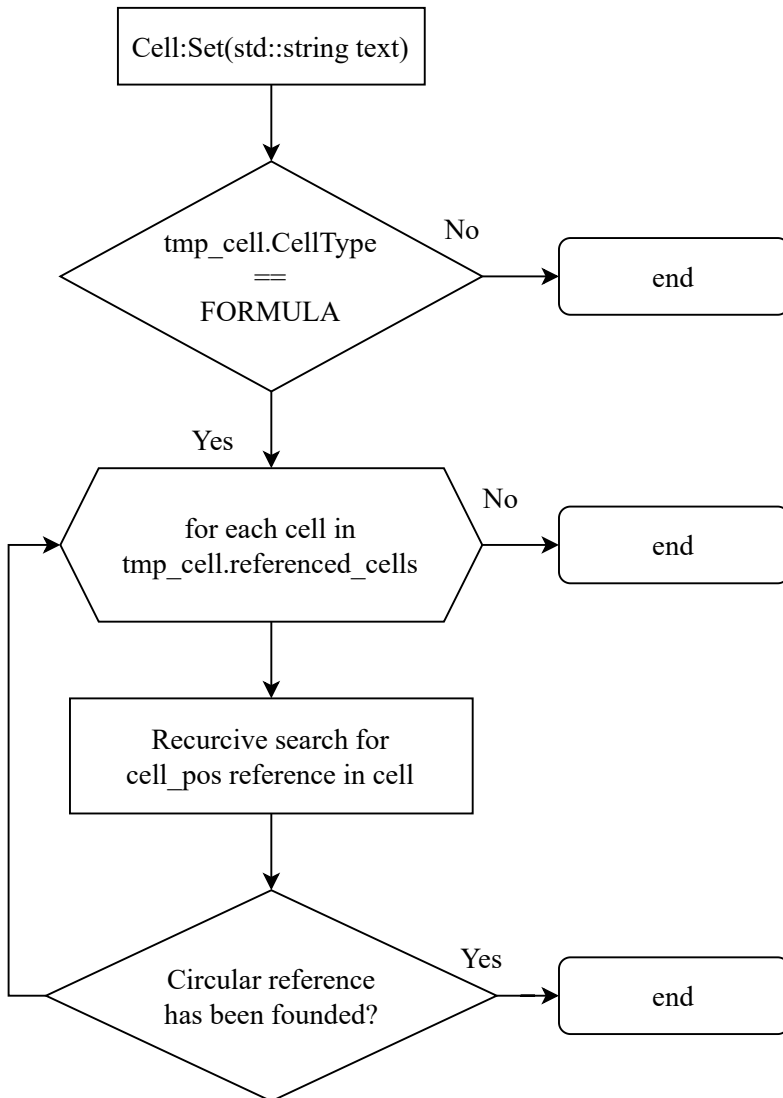 Cell:Set(std::string text)
tmp_cell.CellType
==
FORMULA
No
end
Yes
for each cell in
tmp_cell.referenced_cells
No
end
Recurcive search for
cell_pos reference in cell
Circular reference
has been founded?
Yes
end